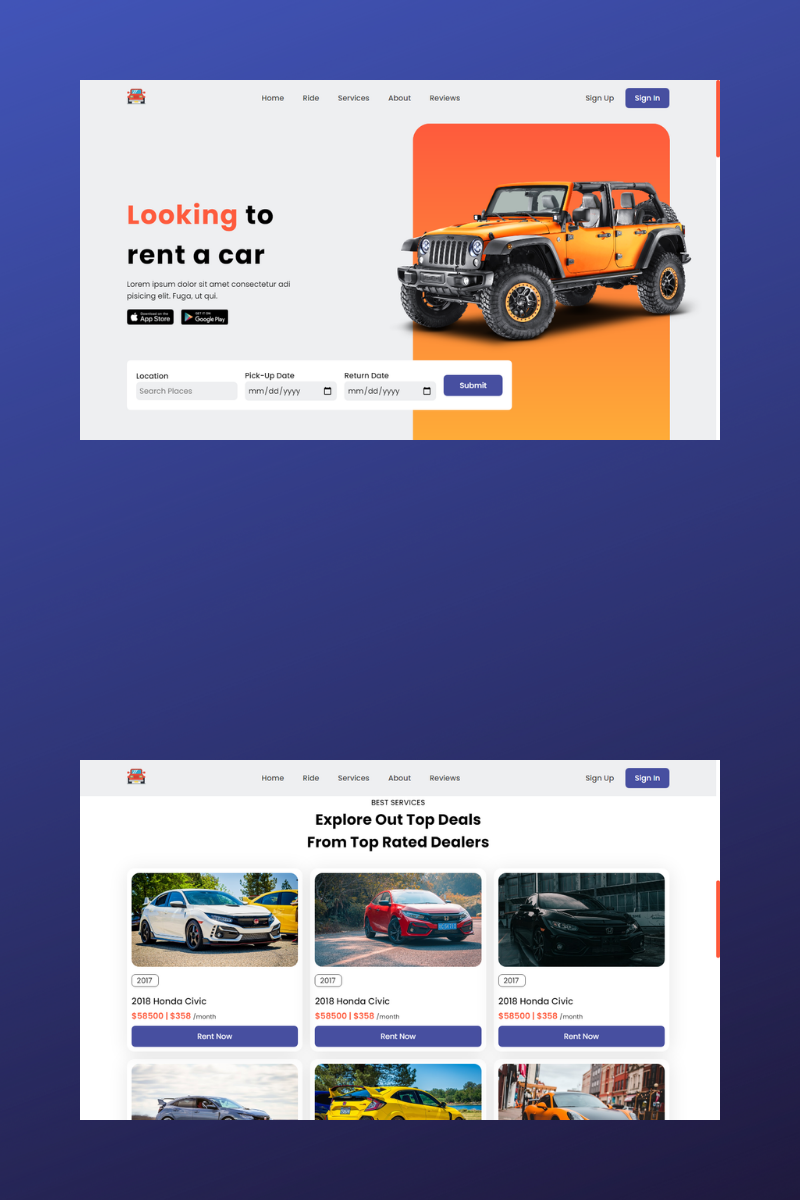 Home Ride Services About Reviews Sign Up Sign In
Looking to
rent a car
Lorem ipsum dolor sit amet consectetur adi
pisicing elit. Fuga, ut qui.
Download on the App Store GET IT ON Google Play
Location Pick-Up Date Return Date
Search Places mm/dd/yyyy mm/dd/yyyy Submit
Home Ride Services About Reviews Sign Up Sign In
BEST SERVICES
Explore Out Top Deals
From Top Rated Dealers
2017 2017 2017
2018 Honda Civic 2018 Honda Civic 2018 Honda Civic
$58500 | $358 /month $58500 | $358 /month $58500 | $358 /month
Rent Now Rent Now Rent Now